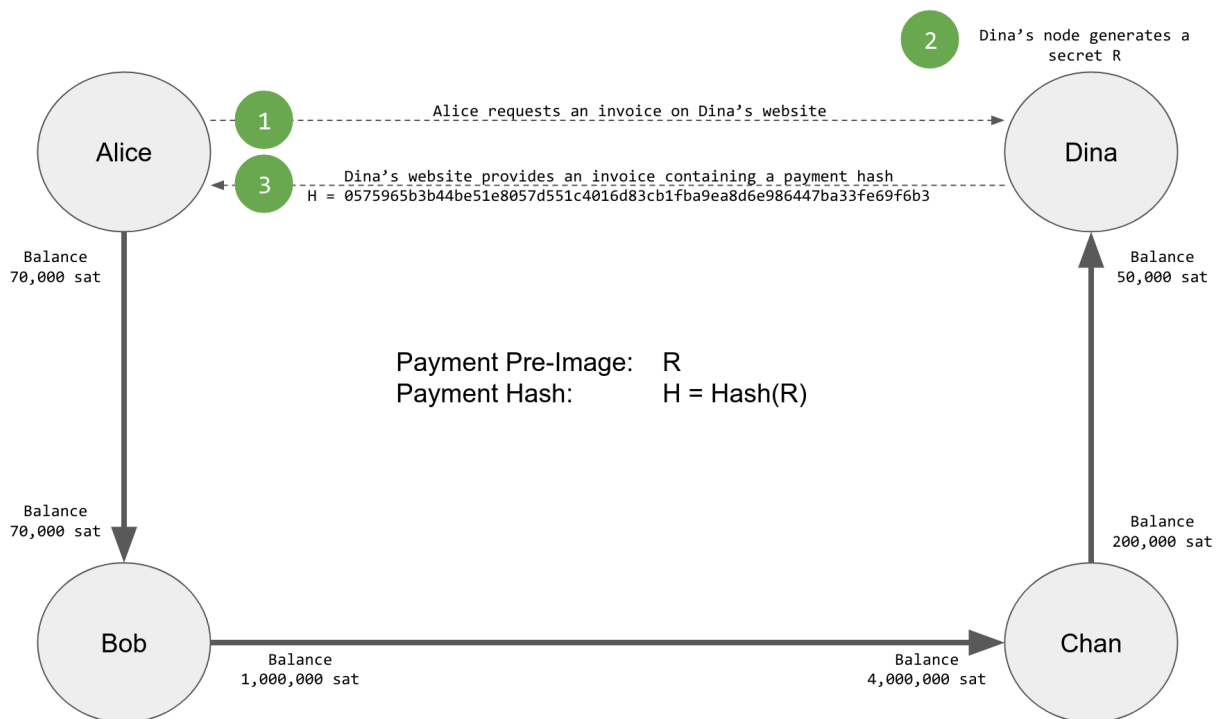 2
Dina’s node generates a
secret R
1
Alice requests an invoice on Dina’s website
Alice
Dina
3
Dina’s website provides an invoice containing a payment hash
H = 0575965b3b44be51e8057d551c4016d83cb1fba9ea8d6e986447ba33fe69f6b3
Balance
70,000 sat
Balance
50,000 sat
Payment Pre-Image: R
Payment Hash: H = Hash(R)
Balance
70,000 sat
Balance
200,000 sat
Bob
Chan
Balance
1,000,000 sat
Balance
4,000,000 sat